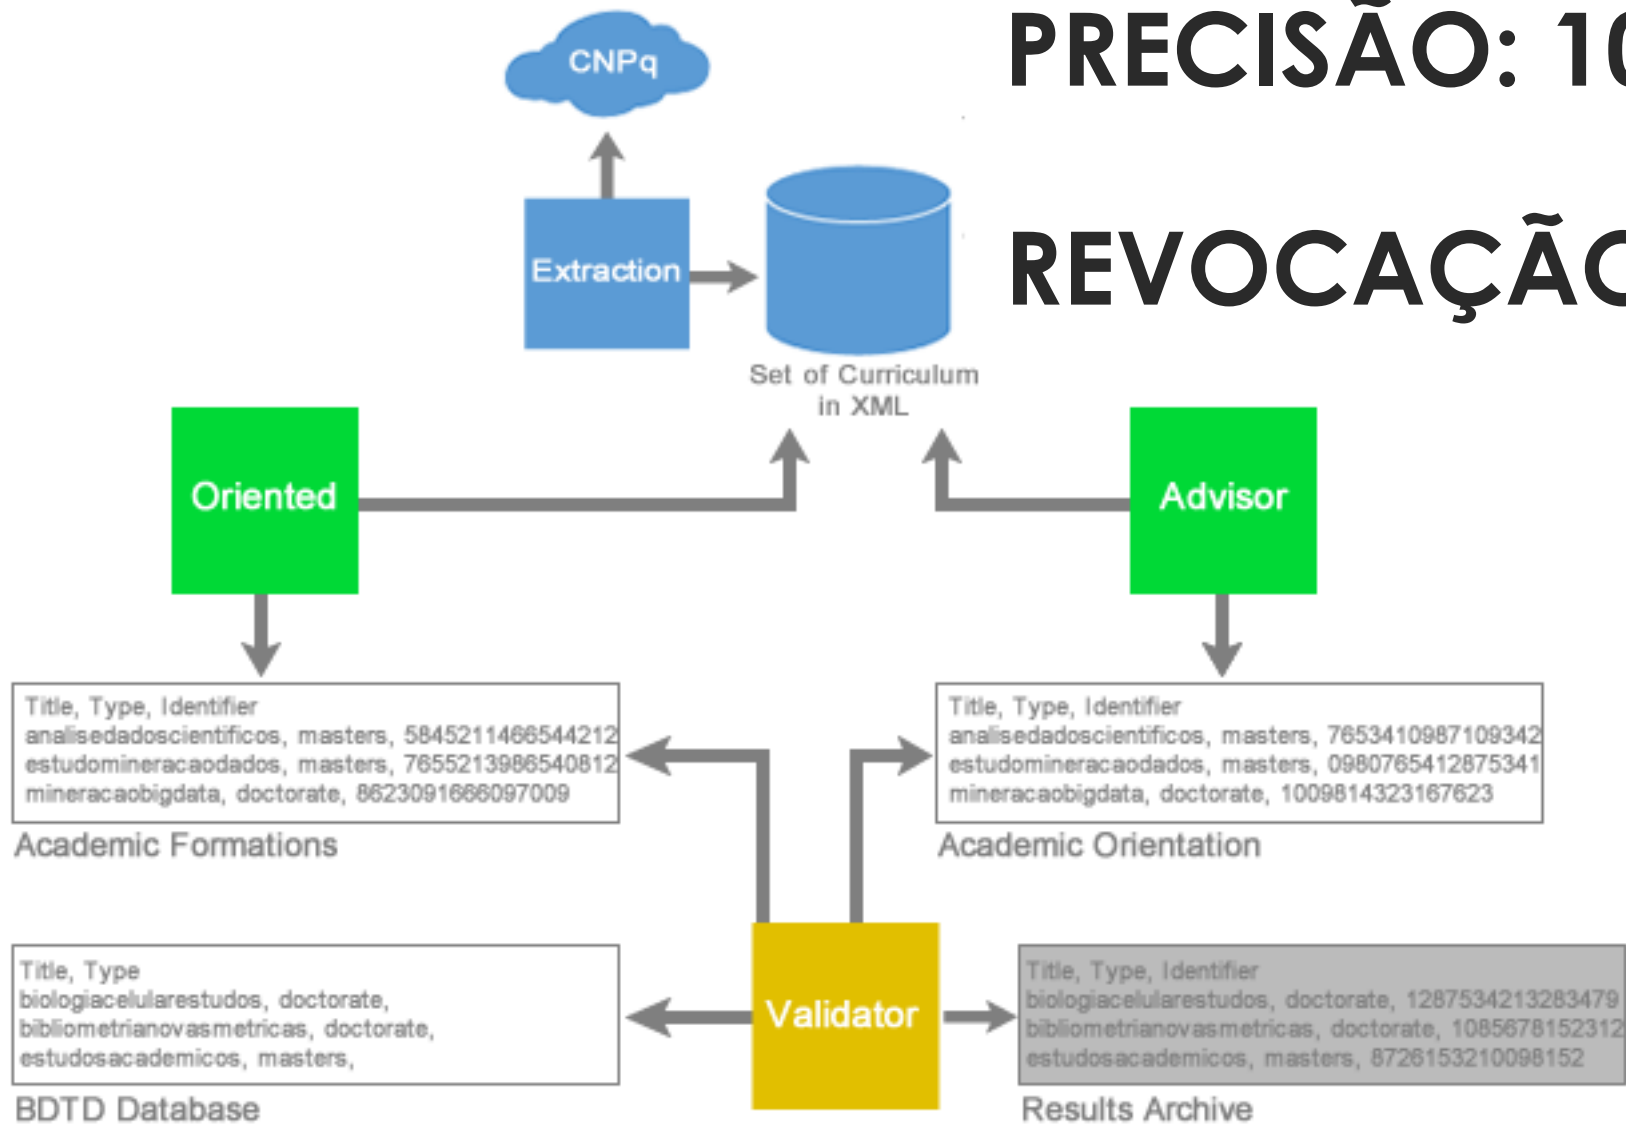 PRECISÃO: 10
CNPq
REVOCAÇÃO
Extraction
Set of Curriculum
in XML
Oriented
Advisor
Title, Type, Identifier
analisedadoscientificos, masters, 5845211466544212
estudomineracaodados, masters, 7655213986540812
mineracaobigdata, doctorate, 8623091666097009
Academic Formations
Title, Type, Identifier
analisedadoscientificos, masters, 7653410987109342
estudomineracaodados, masters, 0980765412875341
mineracaobigdata, doctorate, 1009814323167623
Academic Orientation
Title, Type
biologiacelularestudos, doctorate,
bibliometrianovasmetricas, doctorate,
estudosacademicos, masters,
BDTD Database
Validator
Title, Type, Identifier
biologiacelularestudos, doctorate, 1287534213283479
bibliometrianovasmetricas, doctorate, 1085678152312
estudosacademicos, masters, 8726153210098152
Results Archive